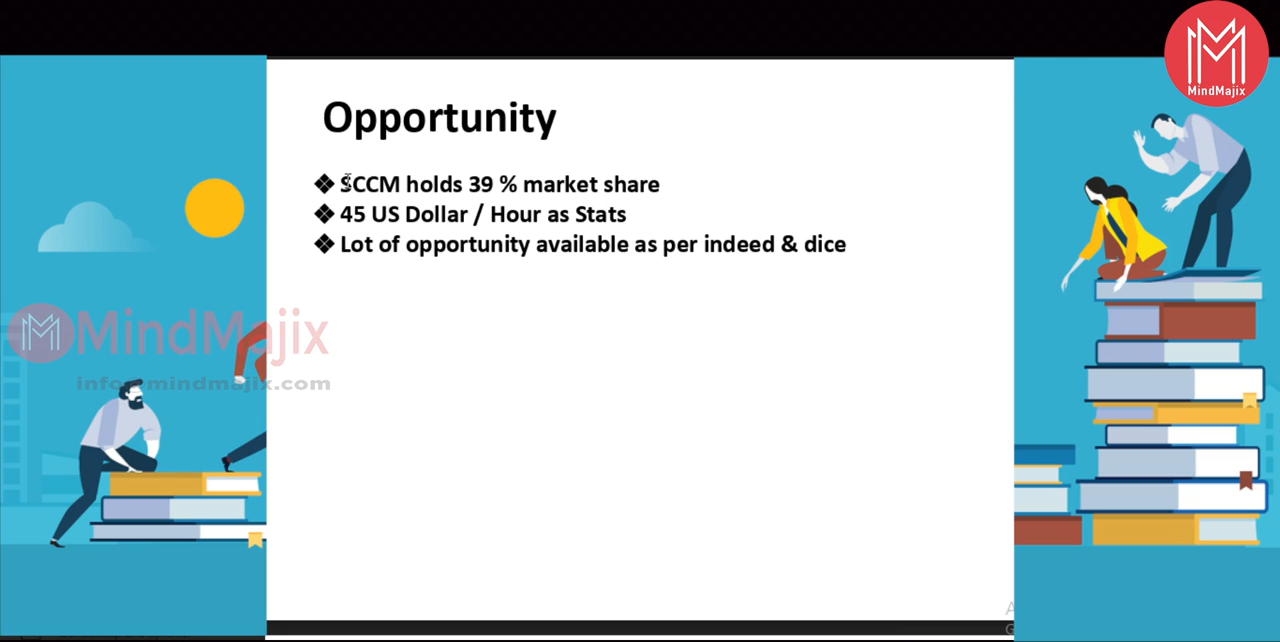 MindMajix
Opportunity
❖ SCCM holds 39 % market share
❖ 45 US Dollar / Hour as Stats
❖ Lot of opportunity available as per indeed & dice
MindMajix
info@mindmajix.com